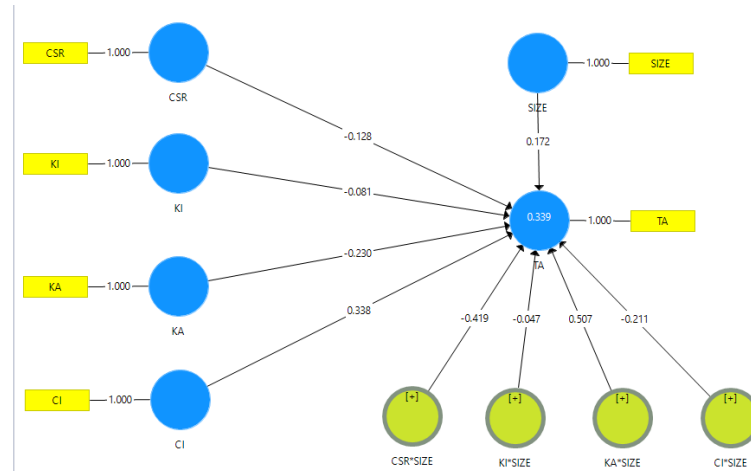 CSR
1.000
CSR
SIZE
1.000
SIZE
-0.128
0.172
KI
1.000
KI
-0.081
0.339
1.000
TA
TA
KA
1.000
KA
-0.230
0.338
CI
1.000
CI
-0.419
-0.047
0.507
-0.211
[+]
[+]
[+]
[+]
CSR*SIZE
KI*SIZE
KA*SIZE
CI*SIZE